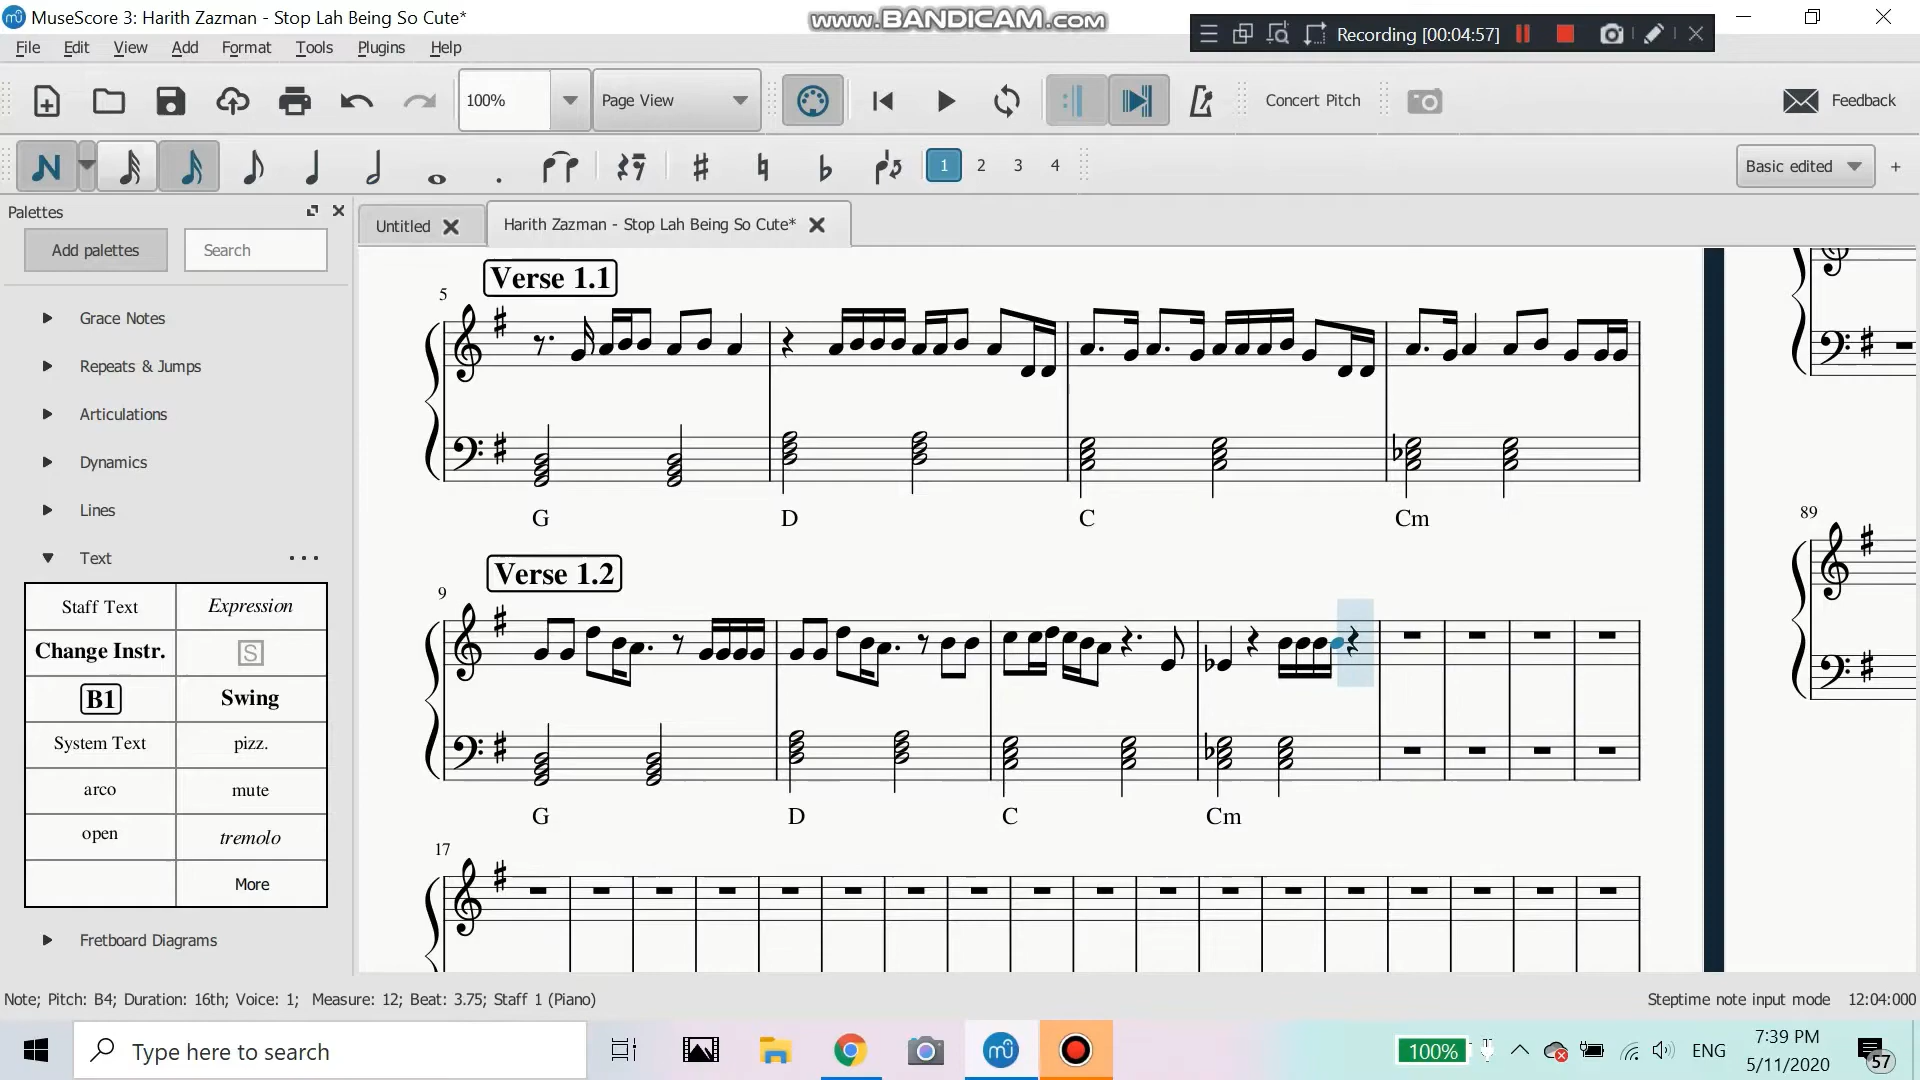 MuseScore 3: Harith Zazman - Stop Lah Being So Cute*
www.BANDICAM.com
Recording [00:04:57]
File Edit View Add Format Tools Plugins Help
100% Page View Concert Pitch Feedback
1 2 3 4 Basic edited +
Palettes
Untitled Harith Zazman - Stop Lah Being So Cute*
Add palettes Search
Grace Notes
Repeats & Jumps
Articulations
Dynamics
Lines
Text ...
Staff Text Expression
Change Instr. S
B1 Swing
System Text pizz.
arco mute
open tremolo
More
Fretboard Diagrams
5 Verse 1.1
G D C Cm
9 Verse 1.2
G D C Cm
17
89
Note; Pitch: B4; Duration: 16th; Voice: 1; Measure: 12; Beat: 3.75; Staff 1 (Piano)
Steptime note input mode 12:04:000
Type here to search
100% ENG 7:39 PM
5/11/2020
57